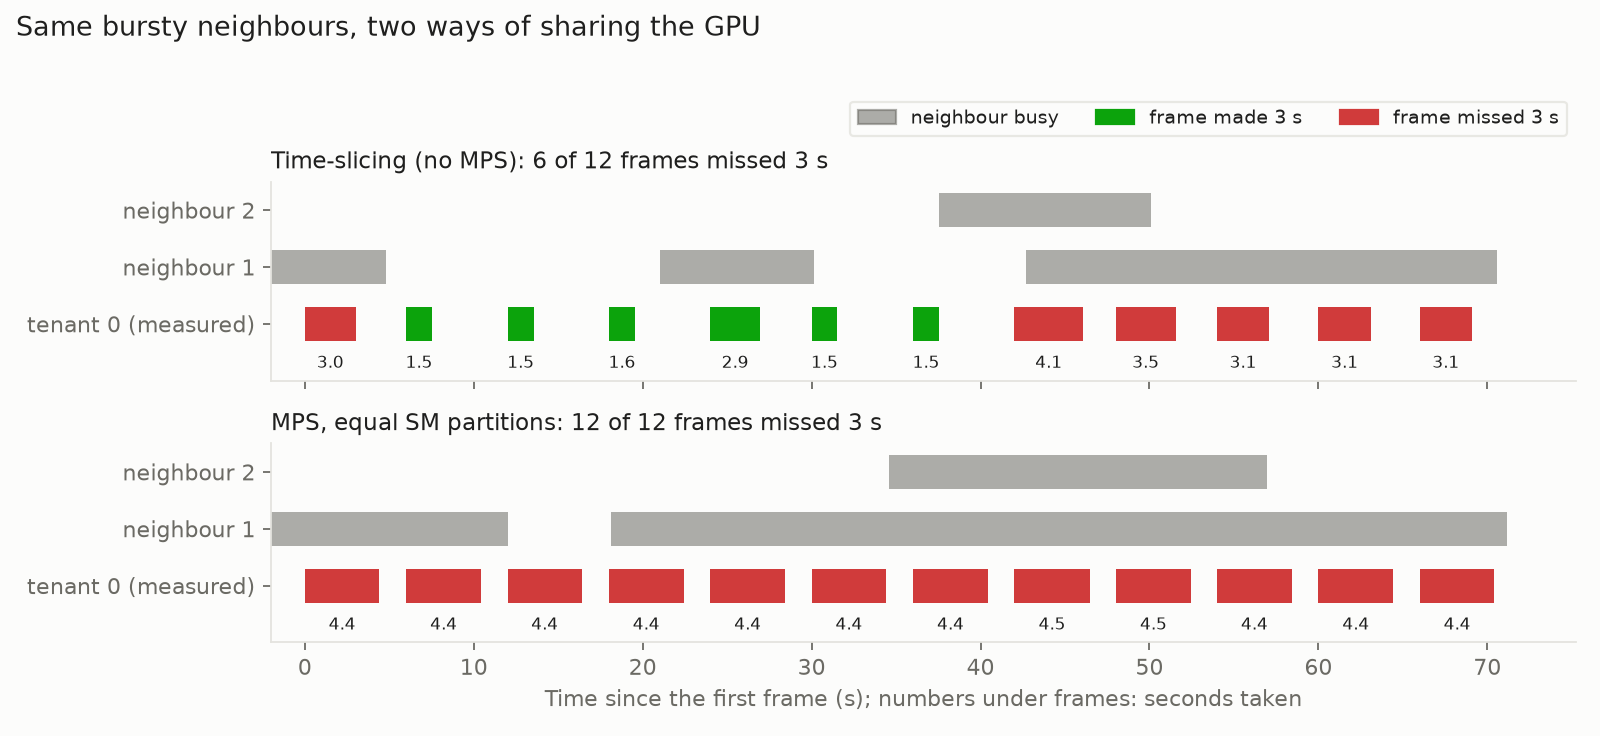 Same bursty neighbours, two ways of sharing the GPU
neighbour busy   frame made 3 s   frame missed 3 s
Time-slicing (no MPS): 6 of 12 frames missed 3 s
neighbour 2
neighbour 1
tenant 0 (measured)
3.0 1.5 1.5 1.6 2.9 1.5 1.5 4.1 3.5 3.1 3.1 3.1
MPS, equal SM partitions: 12 of 12 frames missed 3 s
neighbour 2
neighbour 1
tenant 0 (measured)
4.4 4.4 4.4 4.4 4.4 4.4 4.4 4.5 4.5 4.4 4.4 4.4
0 10 20 30 40 50 60 70
Time since the first frame (s); numbers under frames: seconds taken